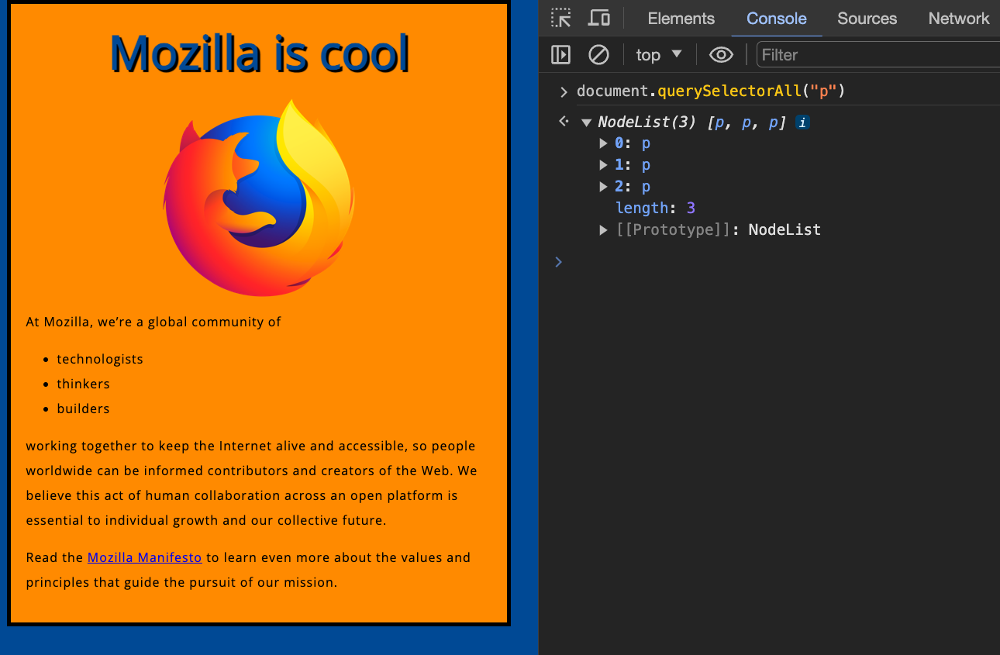 Mozilla is cool
At Mozilla, we’re a global community of
• technologists
• thinkers
• builders
working together to keep the Internet alive and accessible, so people
worldwide can be informed contributors and creators of the Web. We
believe this act of human collaboration across an open platform is
essential to individual growth and our collective future.
Read the Mozilla Manifesto to learn even more about the values and
principles that guide the pursuit of our mission.
Elements Console Sources Network
top ▼ Filter
> document.querySelectorAll("p")
▼ NodeList(3) [p, p, p] i
▶ 0: p
▶ 1: p
▶ 2: p
length: 3
▶ [[Prototype]]: NodeList
>